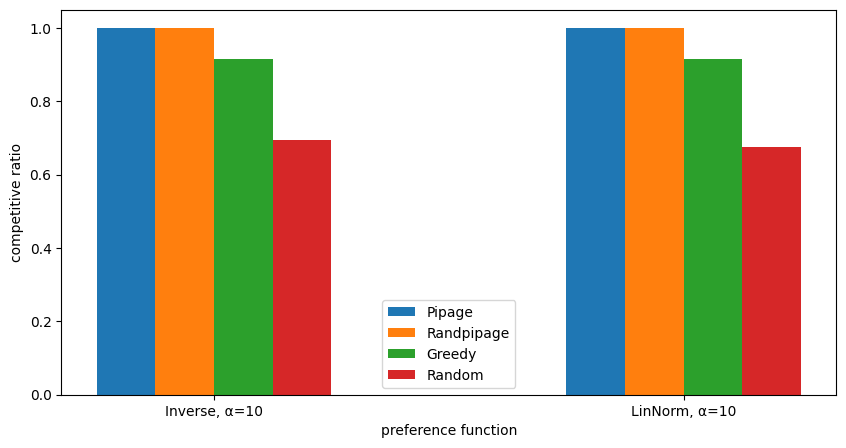 competitive ratio
1.0
0.8
0.6
0.4
0.2
0.0
Pipage
Randpipage
Greedy
Random
Inverse, α=10
LinNorm, α=10
preference function